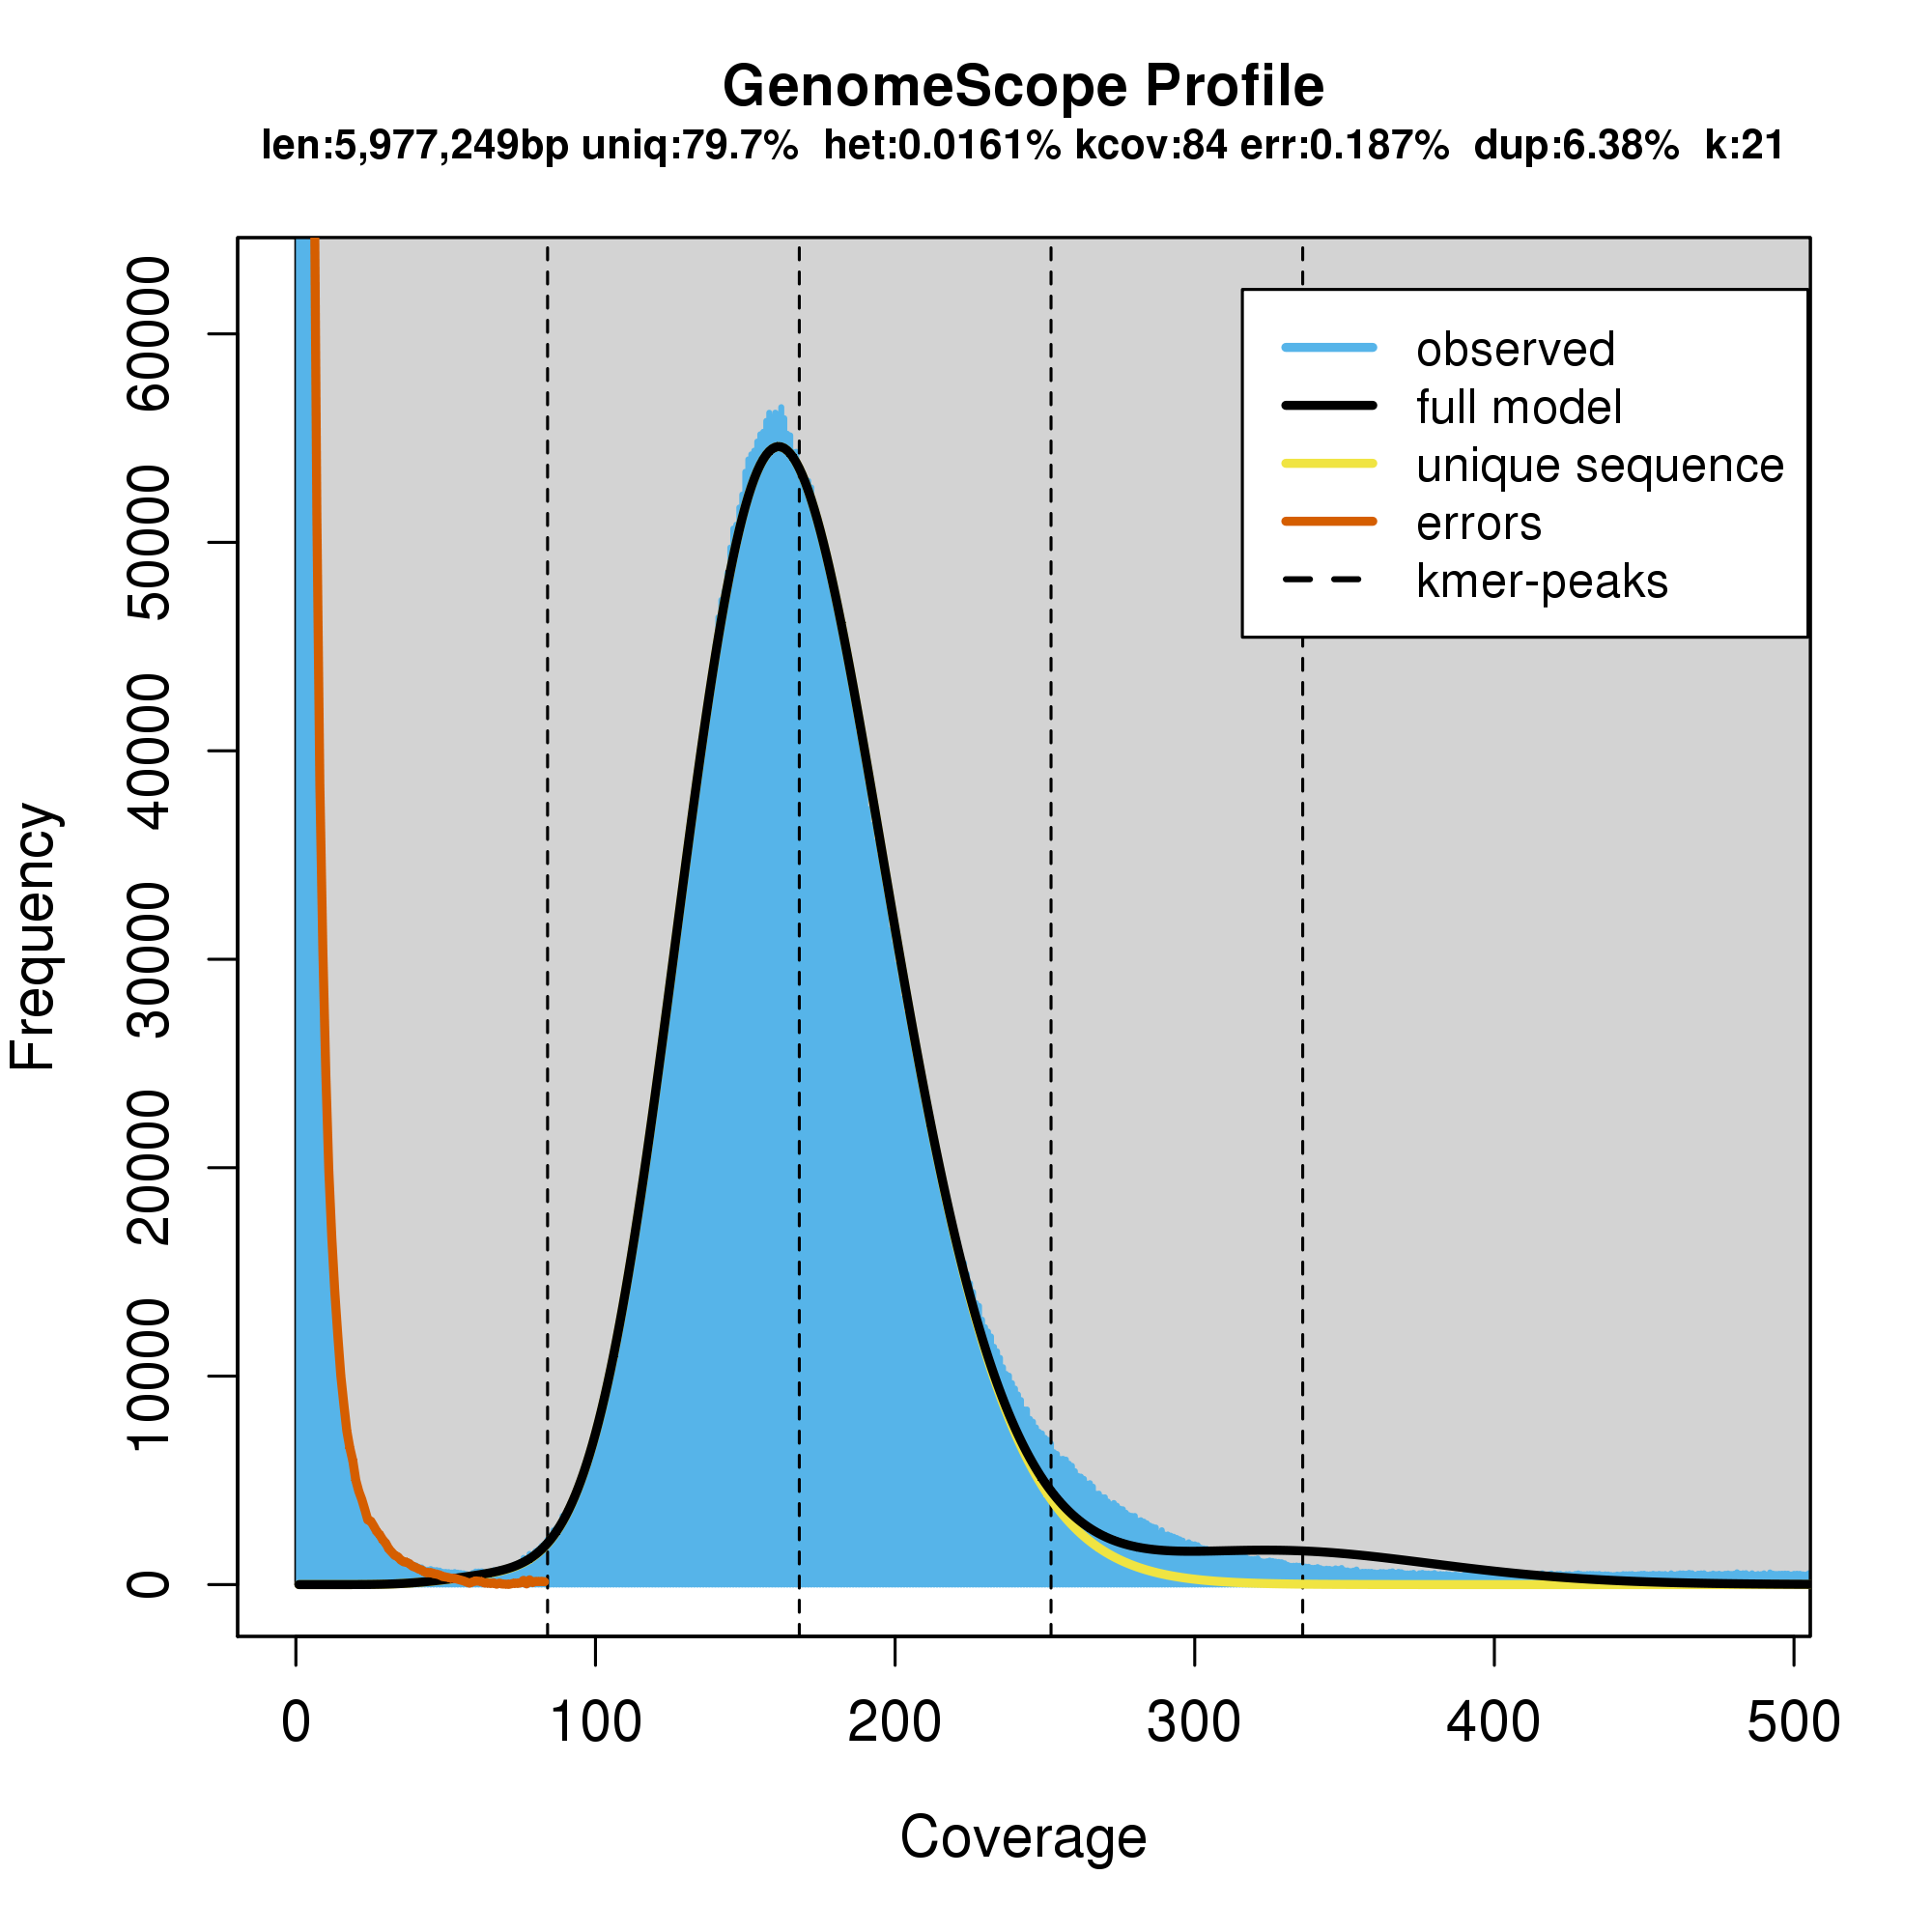 GenomeScope Profile
len:5,977,249bp uniq:79.7% het:0.0161% kcov:84 err:0.187% dup:6.38% k:21
observed
full model
unique sequence
errors
kmer-peaks
Frequency
60000
50000
40000
30000
20000
10000
0
0 100 200 300 400 500
Coverage